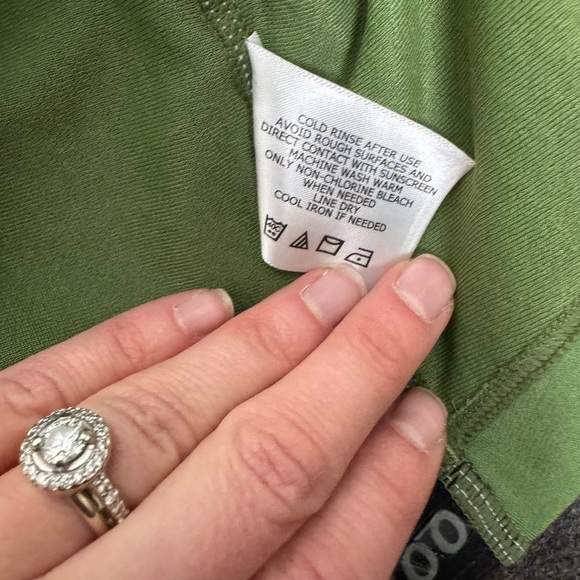 COLD RINSE AFTER USE
AVOID ROUGH SURFACES AND
DIRECT CONTACT WITH SUNSCREEN
MACHINE WASH WARM
ONLY NON-CHLORINE BLEACH
WHEN NEEDED
LINE DRY
COOL IRON IF NEEDED
40C